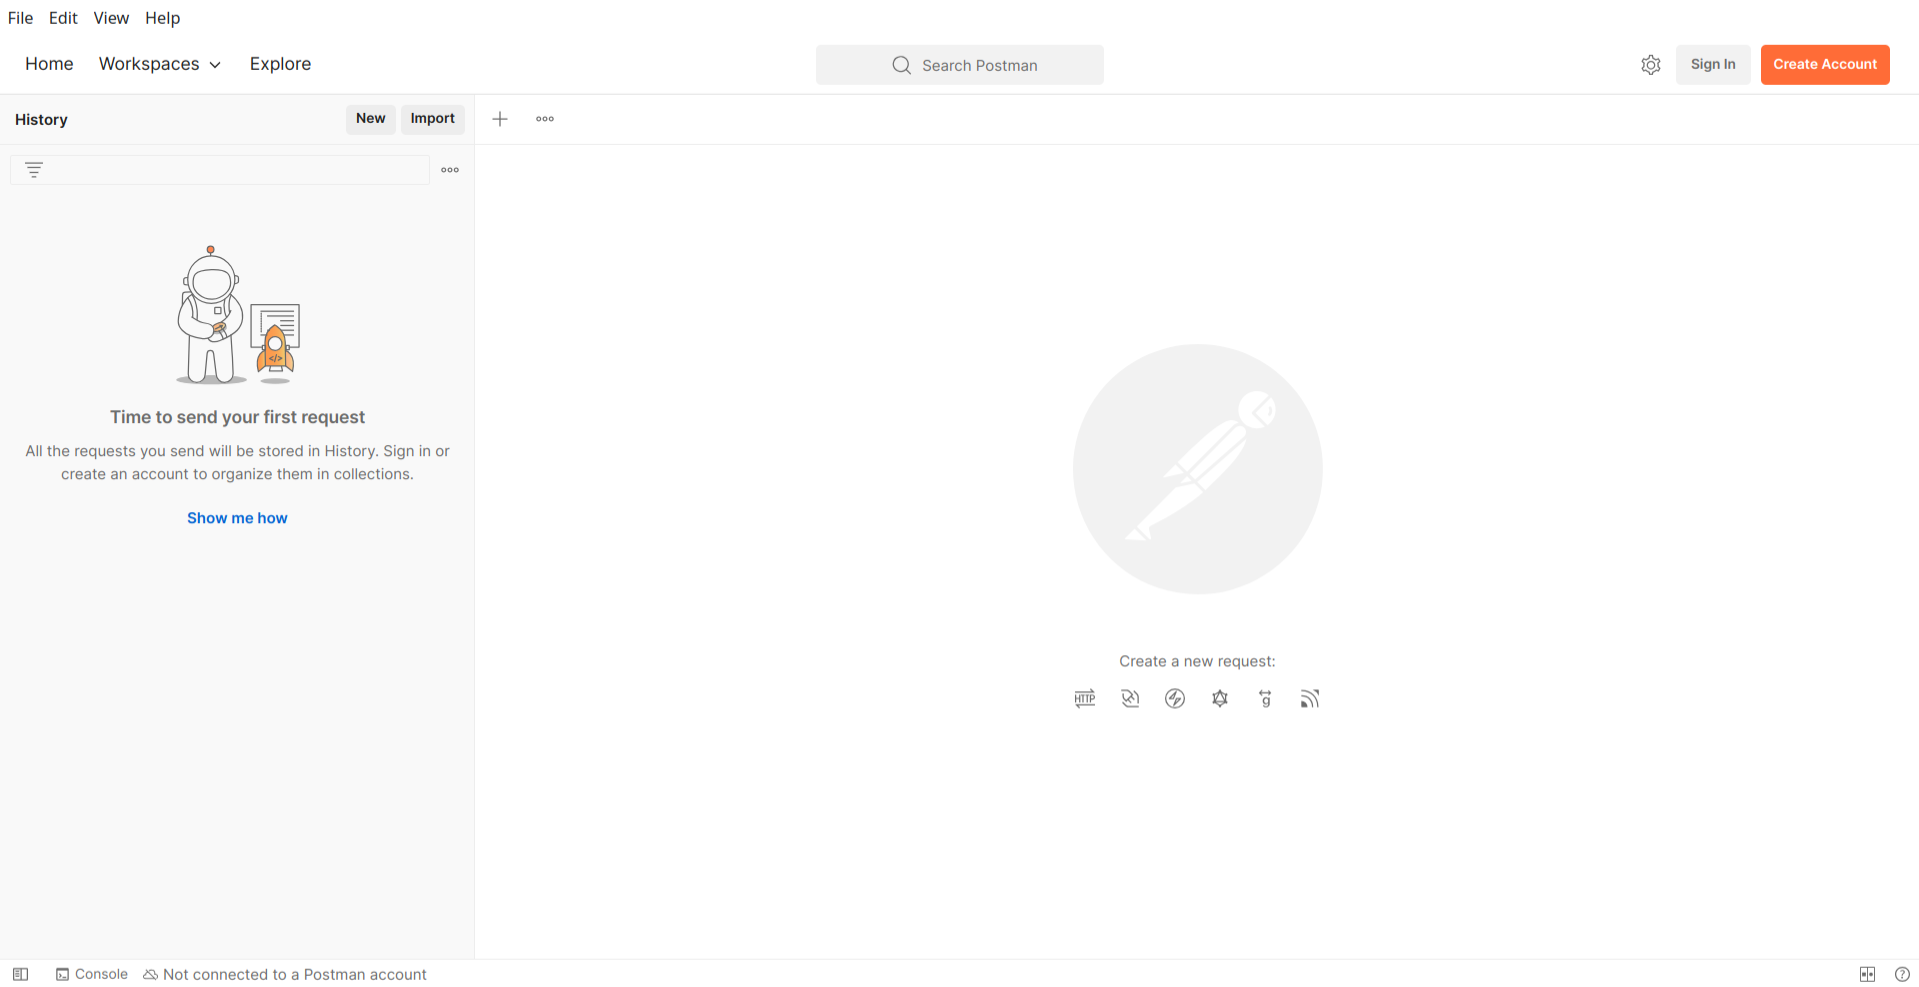 File Edit View Help
Home Workspaces Explore
Search Postman
Sign In
Create Account
History
New
Import
</>
Time to send your first request
All the requests you send will be stored in History. Sign in or
create an account to organize them in collections.
Show me how
Create a new request:
HTTP
g
Console
Not connected to a Postman account